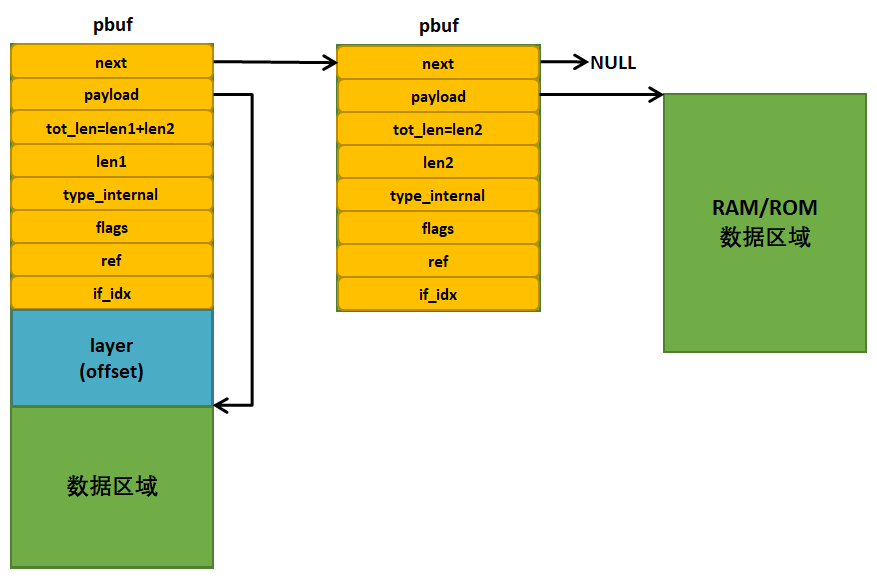 pbuf
next
payload
tot_len=len1+len2
len1
type_internal
flags
ref
if_idx
layer
(offset)
数据区域
pbuf
next
payload
tot_len=len2
len2
type_internal
flags
ref
if_idx
NULL
RAM/ROM
数据区域